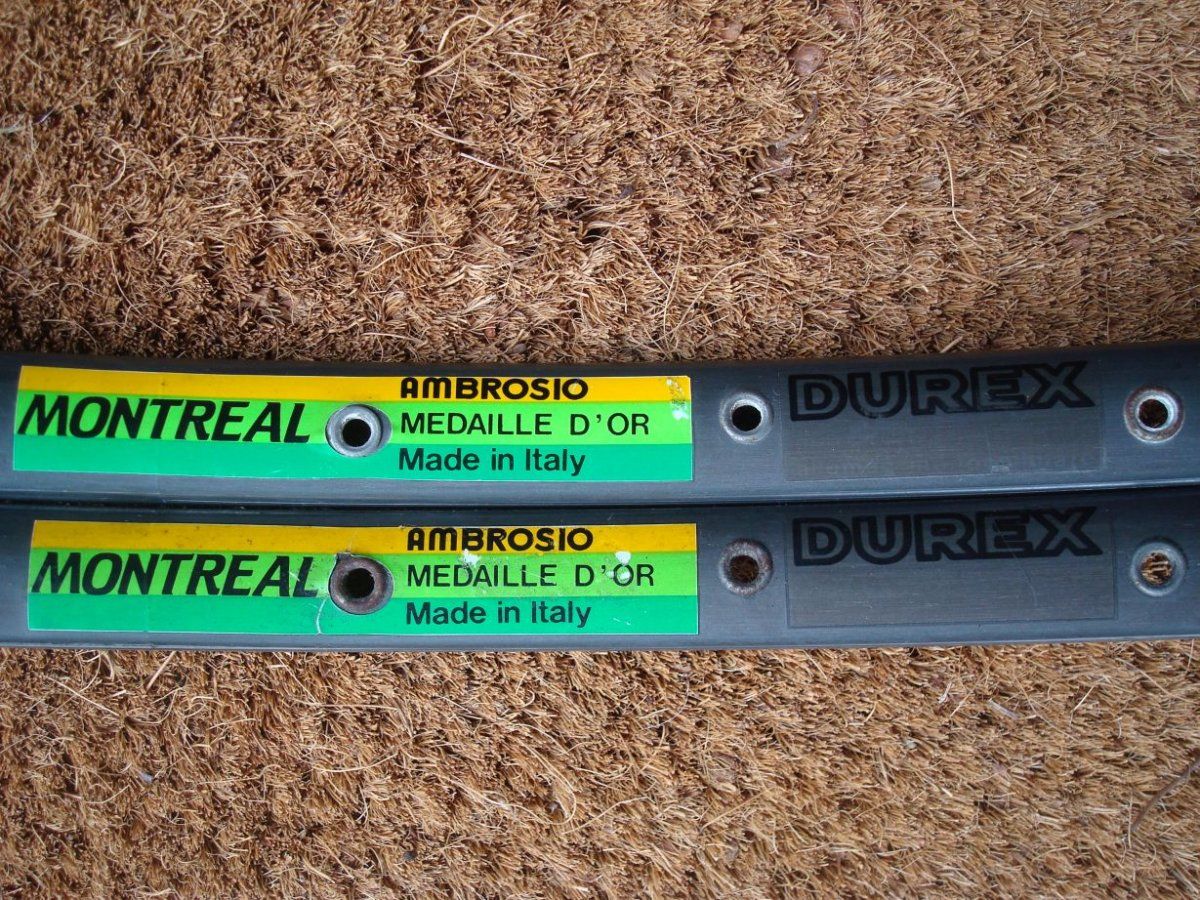 MONTREAL
AMBROSIO
MEDAILLE D'OR
Made in Italy
DUREX
MONTREAL
AMBROSIO
MEDAILLE D'OR
Made in Italy
DUREX